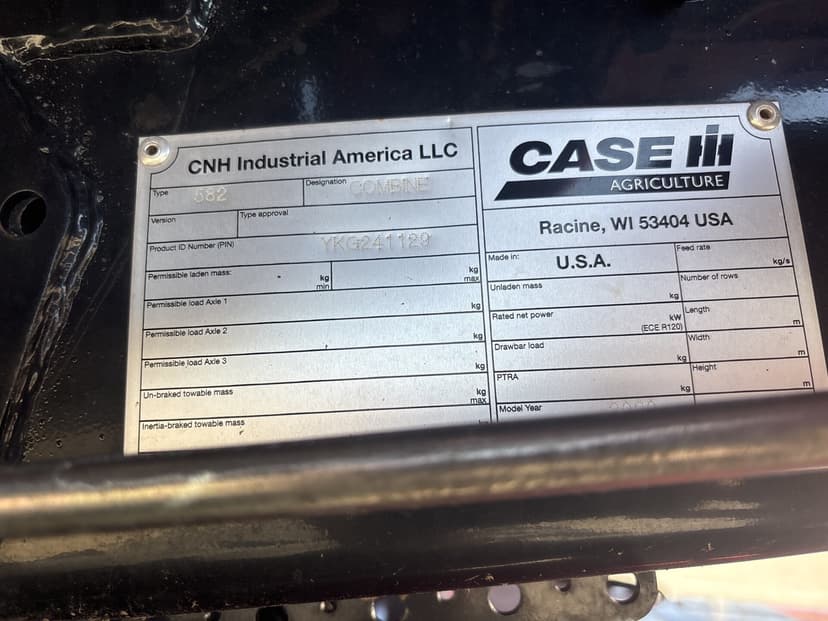 CNH Industrial America LLC
Type 682
Designation COMBINE
Version
Type approval
Product ID Number (PIN) YKG241129
Permissible laden mass: kg min kg max
Permissible load Axle 1 kg
Permissible load Axle 2 kg
Permissible load Axle 3 kg
Un-braked towable mass kg max
Inertia-braked towable mass
CASE IH
AGRICULTURE
Racine, WI 53404 USA
Made in: U.S.A.
Feed rate kg/s
Unladen mass kg
Number of rows
Rated net power kW (ECE R120)
Length m
Drawbar load kg
Width m
PTRA kg
Height m
Model Year